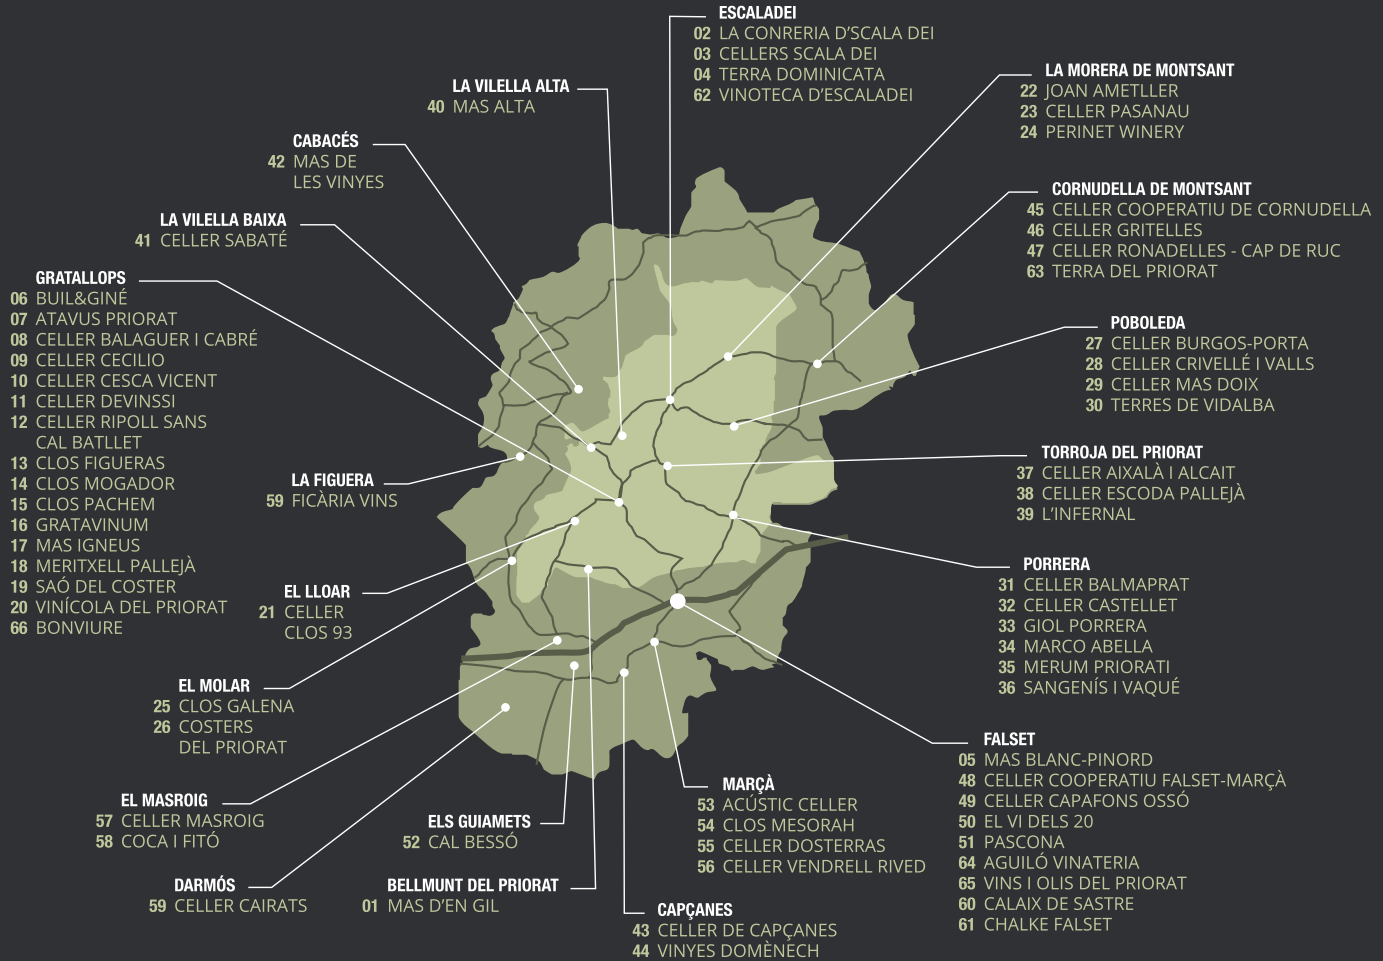 ESCALADEI
02 LA CONRERIA D'SCALA DEI
03 CELLERS SCALA DEI
04 TERRA DOMINICATA
62 VINOTECA D'ESCALADEI
LA MORERA DE MONTSANT
22 JOAN AMETLLER
23 CELLER PASANAU
24 PERINET WINERY
LA VILELLA ALTA
40 MAS ALTA
CABACÉS
42 MAS DE
LES VINYES
CORNUDELLA DE MONTSANT
45 CELLER COOPERATIU DE CORNUDELLA
46 CELLER GRITELLES
47 CELLER RONADELLES - CAP DE RUC
63 TERRA DEL PRIORAT
LA VILELLA BAIXA
41 CELLER SABATÉ
GRATALLOPS
06 BUIL&GINÉ
07 ATAVUS PRIORAT
08 CELLER BALAGUER I CABRÉ
09 CELLER CECILIO
10 CELLER CESCA VICENT
11 CELLER DEVINSSI
12 CELLER RIPOLL SANS
CAL BATLLET
13 CLOS FIGUERAS
14 CLOS MOGADOR
15 CLOS PACHEM
16 GRATAVINUM
17 MAS IGNEUS
18 MERITXELL PALLEJÀ
19 SAÓ DEL COSTER
20 VINÍCOLA DEL PRIORAT
66 BONVIURE
POBOLEDA
27 CELLER BURGOS-PORTA
28 CELLER CRIVELLÉ I VALLS
29 CELLER MAS DOIX
30 TERRES DE VIDALBA
TORROJA DEL PRIORAT
37 CELLER AIXALÀ I ALCAIT
38 CELLER ESCODA PALLEJÀ
39 L'INFERNAL
LA FIGUERA
59 FICÀRIA VINS
PORRERA
31 CELLER BALMAPRAT
32 CELLER CASTELLET
33 GIOL PORRERA
34 MARCO ABELLA
35 MERUM PRIORATI
36 SANGENÍS I VAQUÉ
EL LLOAR
21 CELLER
CLOS 93
EL MOLAR
25 CLOS GALENA
26 COSTERS
DEL PRIORAT
FALSET
05 MAS BLANC-PINORD
48 CELLER COOPERATIU FALSET-MARÇÀ
49 CELLER CAPAFONS OSSÓ
50 EL VI DELS 20
51 PASCONA
64 AGUILÓ VINATERIA
65 VINS I OLIS DEL PRIORAT
60 CALAIX DE SASTRE
61 CHALKE FALSET
EL MASROIG
57 CELLER MASROIG
58 COCA I FITÓ
ELS GUIAMETS
52 CAL BESSÓ
MARÇÀ
53 ACÚSTIC CELLER
54 CLOS MESORAH
55 CELLER DOSTERRAS
56 CELLER VENDRELL RIVED
DARMÓS
59 CELLER CAIRATS
BELLMUNT DEL PRIORAT
01 MAS D'EN GIL
CAPÇANES
43 CELLER DE CAPÇANES
44 VINYES DOMÈNECH